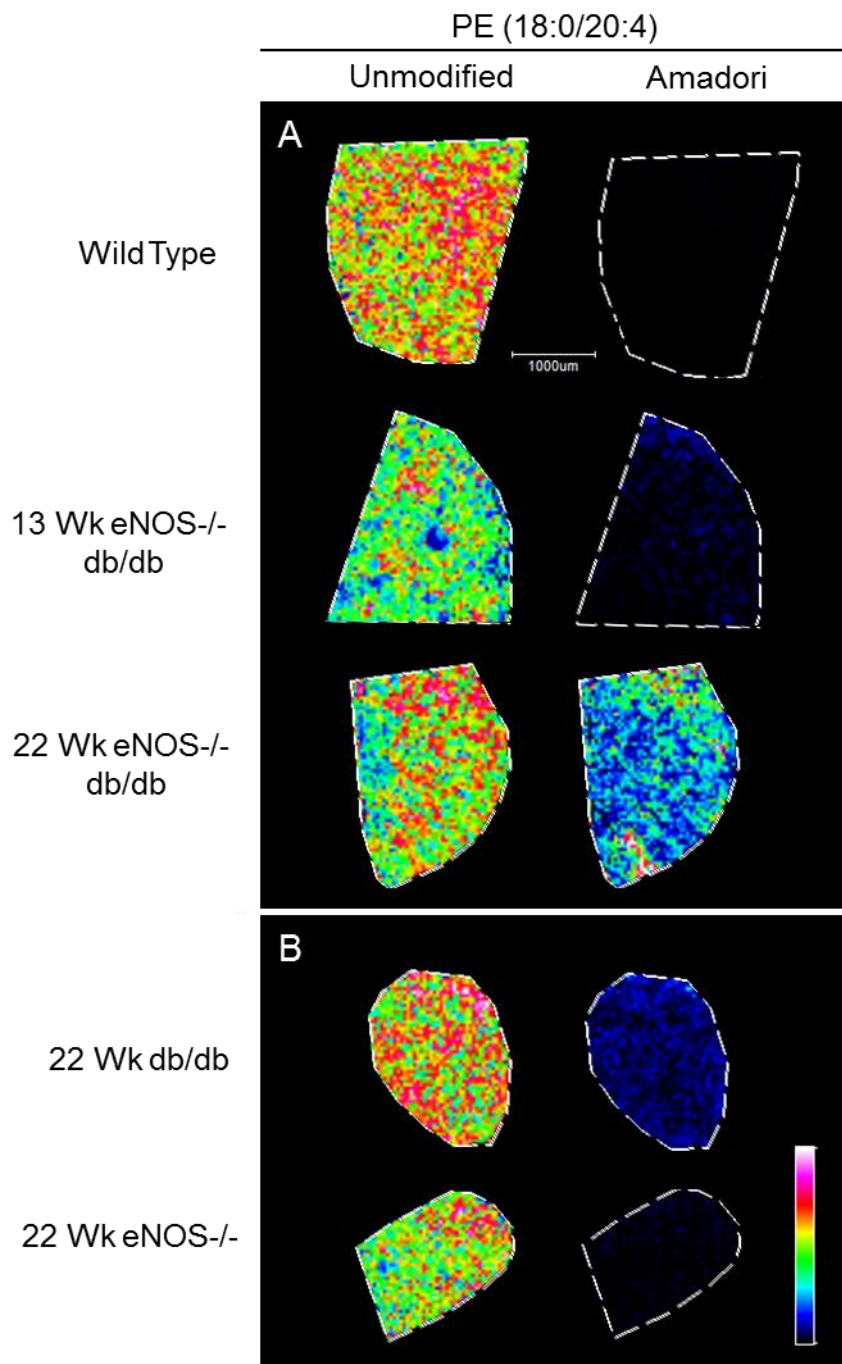 PE (18:0/20:4)
Unmodified Amadori
A
Wild Type
1000um
13 Wk eNOS-/-
db/db
22 Wk eNOS-/-
db/db
B
22 Wk db/db
22 Wk eNOS-/-